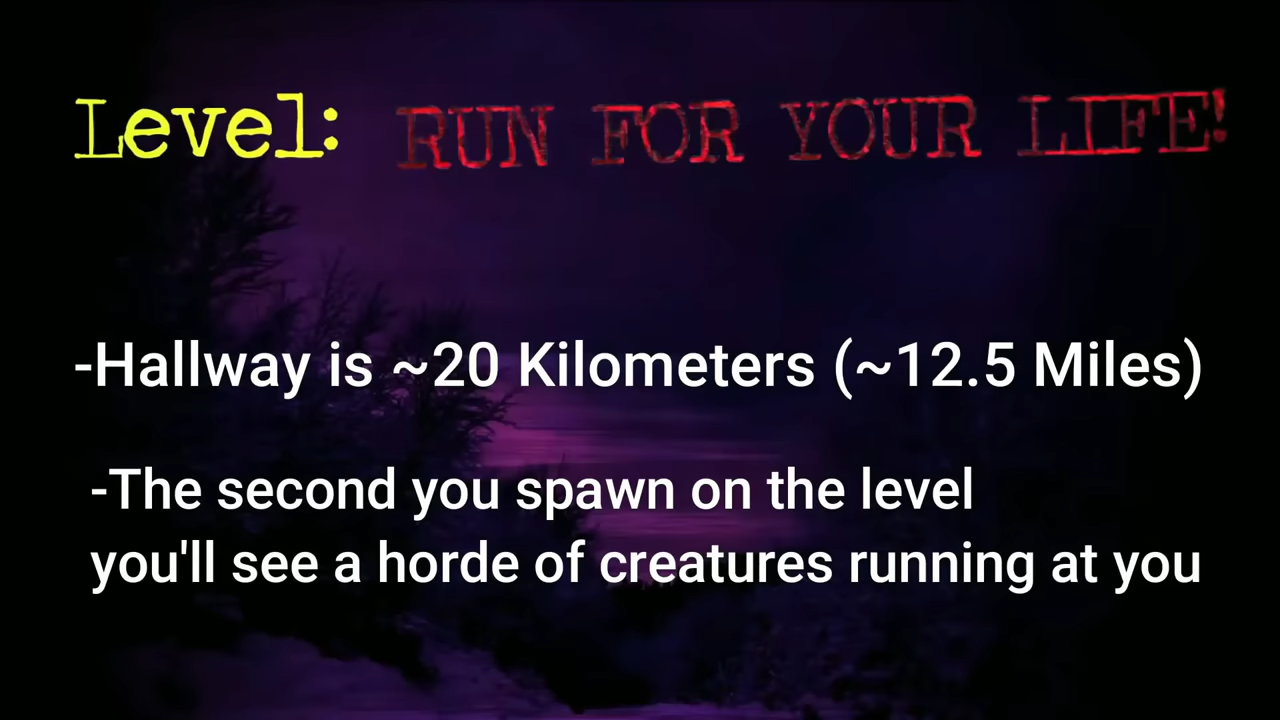 Level: RUN FOR YOUR LIFE!
-Hallway is ~20 Kilometers (~12.5 Miles)
-The second you spawn on the level
you'll see a horde of creatures running at you